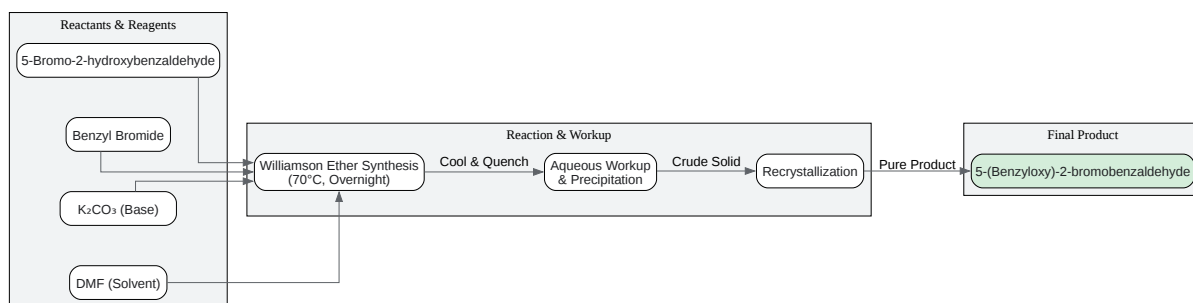 Reactants & Reagents
5-Bromo-2-hydroxybenzaldehyde
Benzyl Bromide
K₂CO₃ (Base)
DMF (Solvent)
Reaction & Workup
Williamson Ether Synthesis
(70°C, Overnight)
Cool & Quench
Aqueous Workup
& Precipitation
Crude Solid
Recrystallization
Pure Product
Final Product
5-(Benzyloxy)-2-bromobenzaldehyde